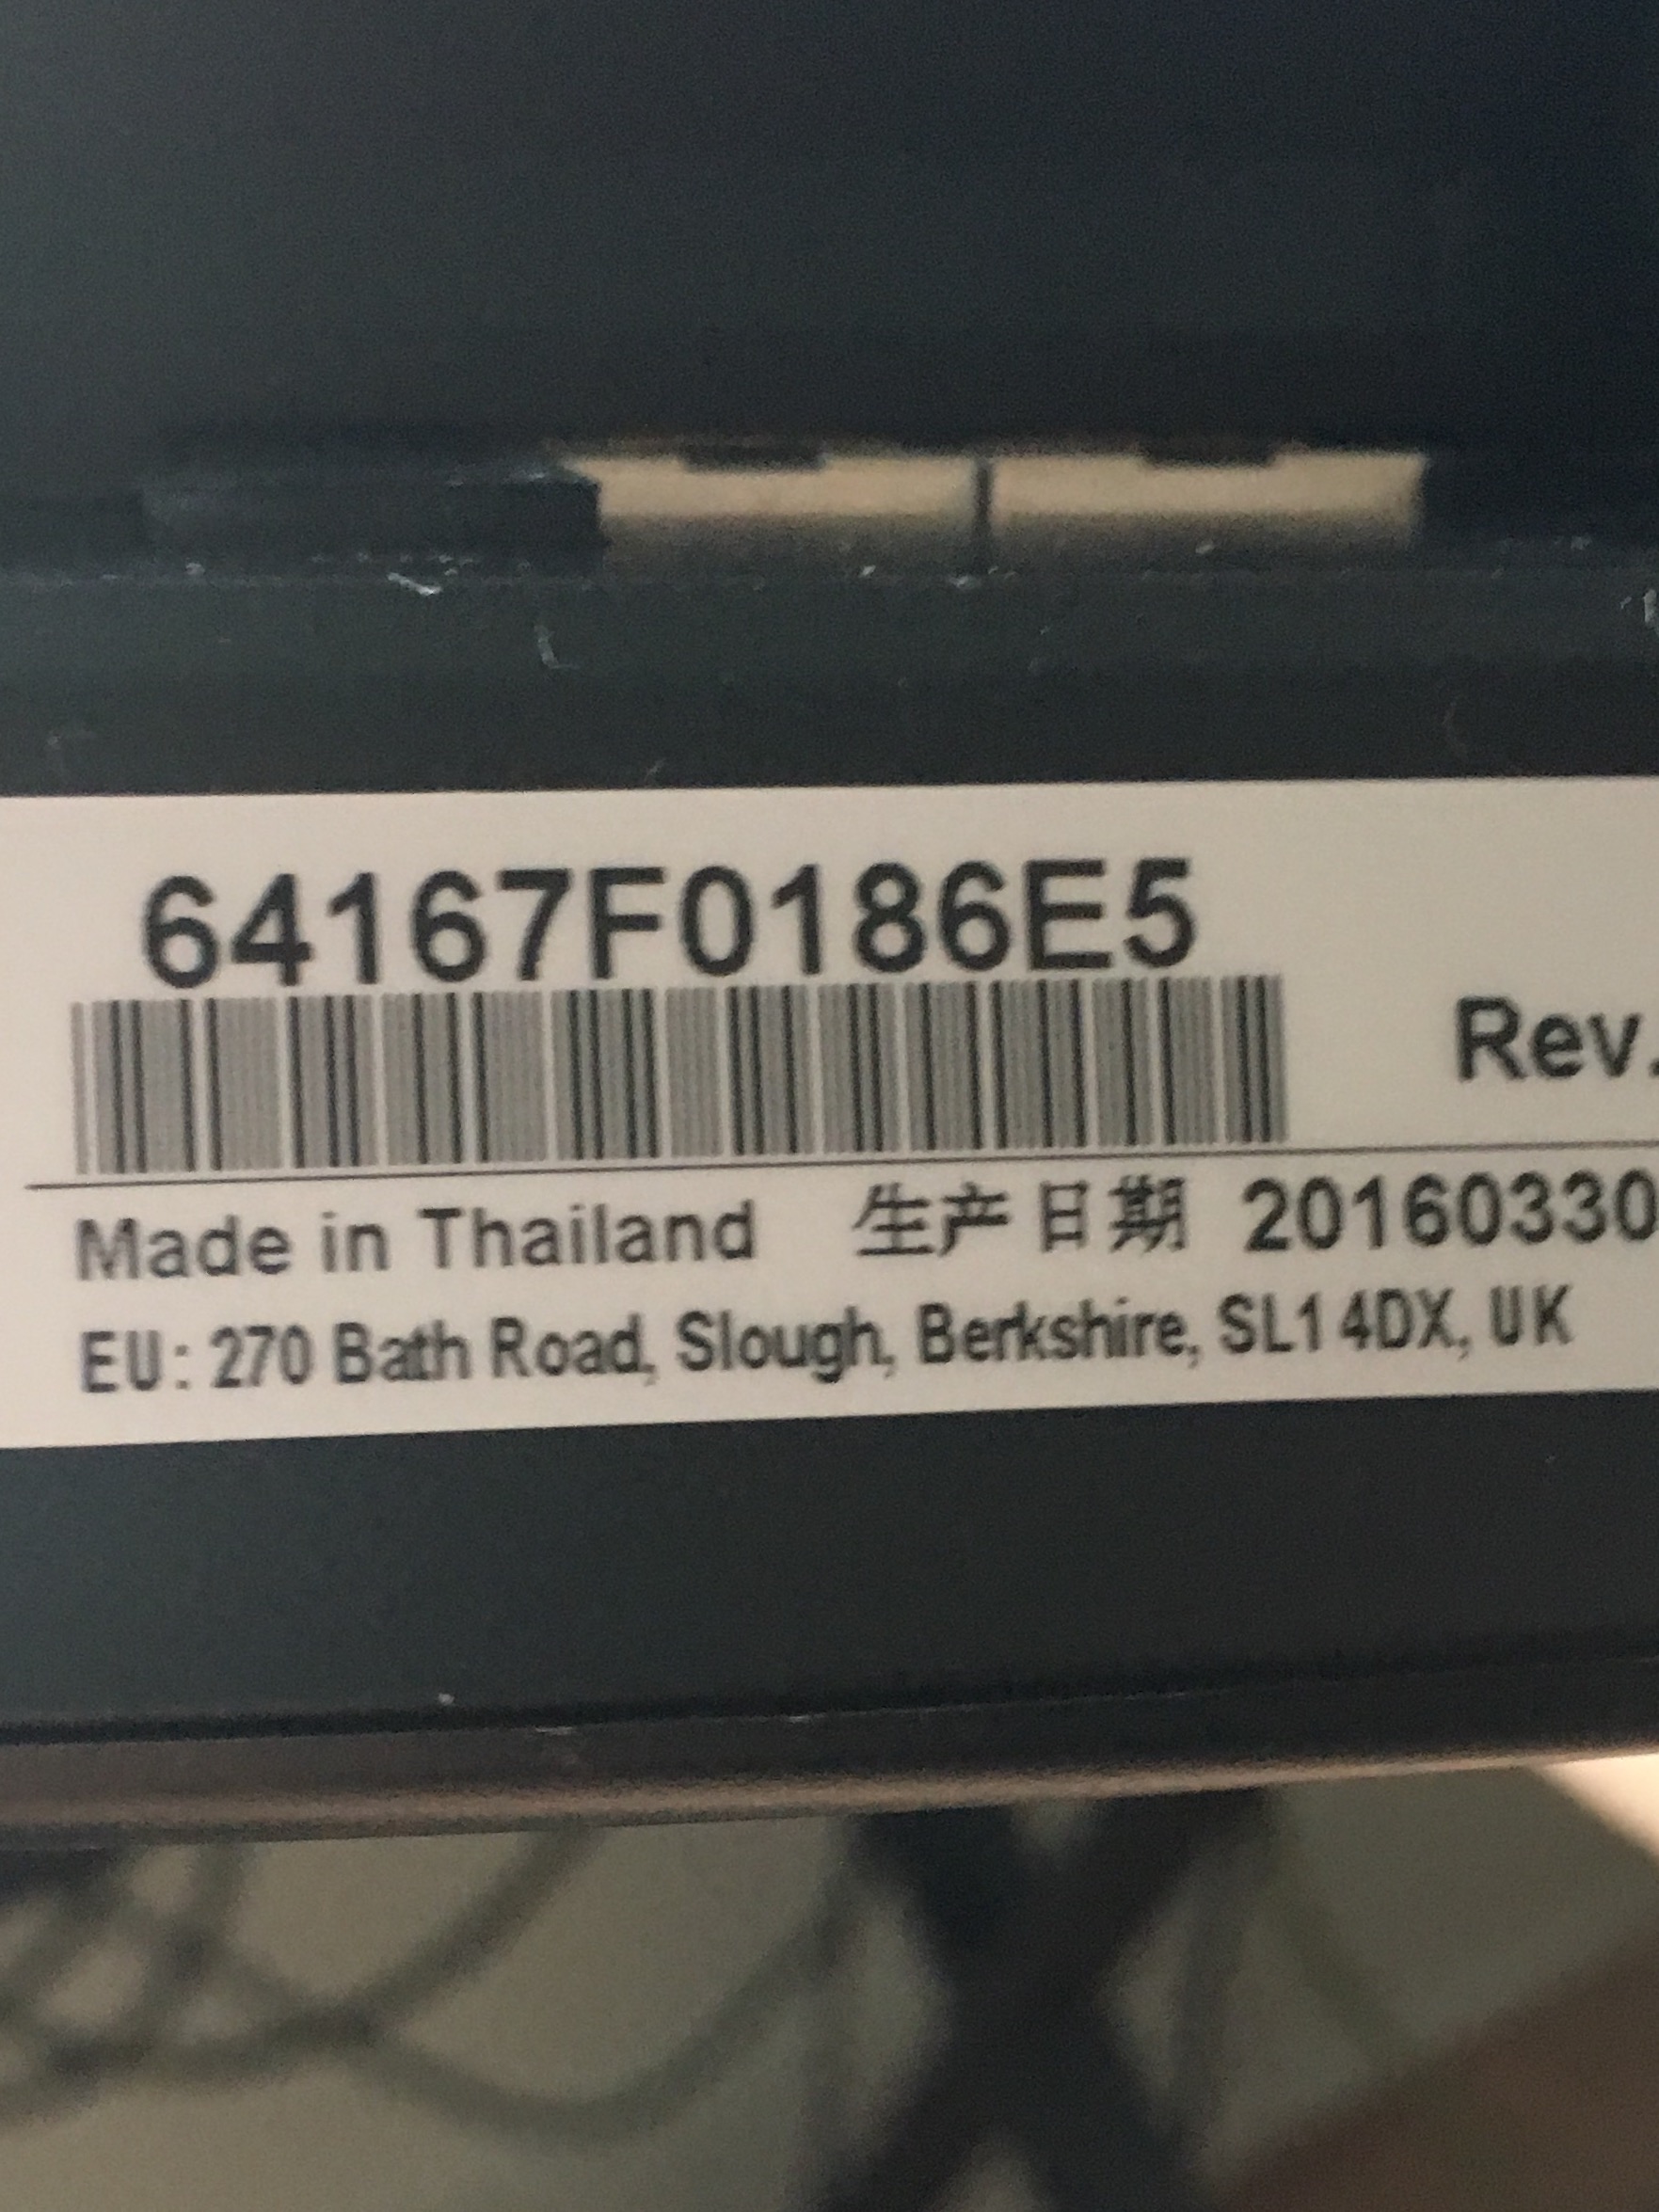 64167F0186E5
Rev.
Made in Thailand 生产日期 20160330
EU: 270 Bath Road, Slough, Berkshire, SL1 4DX, UK